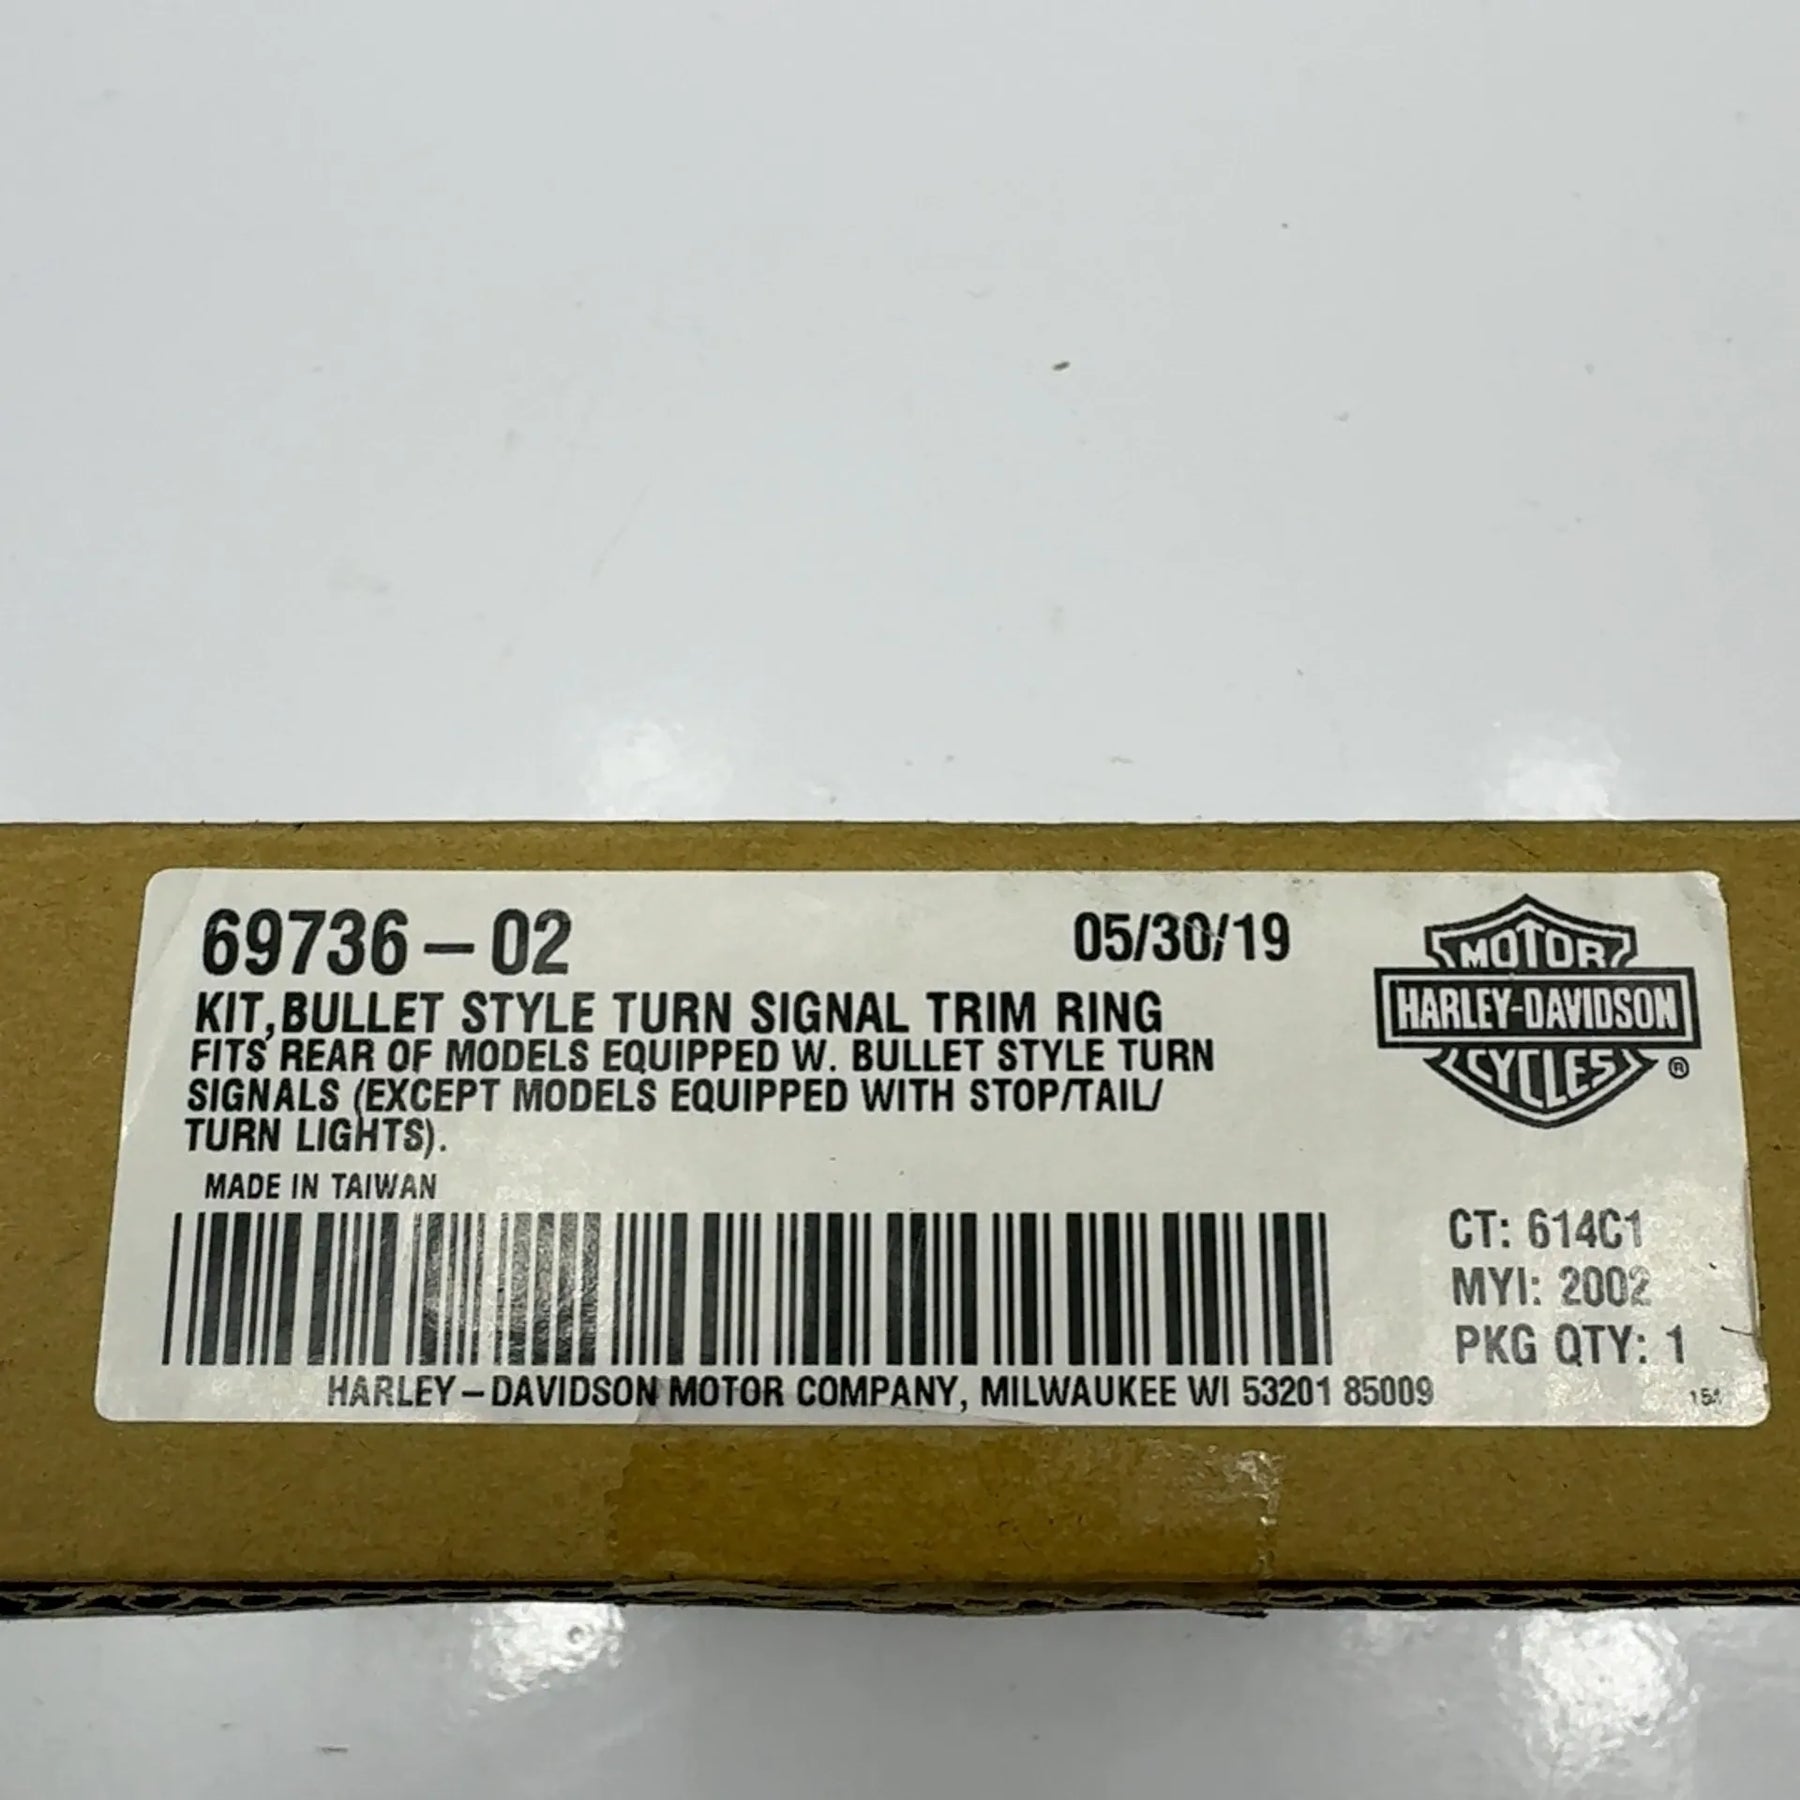 69736-02 05/30/19
KIT, BULLET STYLE TURN SIGNAL TRIM RING
FITS REAR OF MODELS EQUIPPED W. BULLET STYLE TURN
SIGNALS (EXCEPT MODELS EQUIPPED WITH STOP/TAIL/
TURN LIGHTS).
MADE IN TAIWAN
HARLEY-DAVIDSON MOTOR COMPANY, MILWAUKEE WI 53201 85009
MOTOR
HARLEY-DAVIDSON
CYCLES ®
CT: 614C1
MYI: 2002
PKG QTY: 1